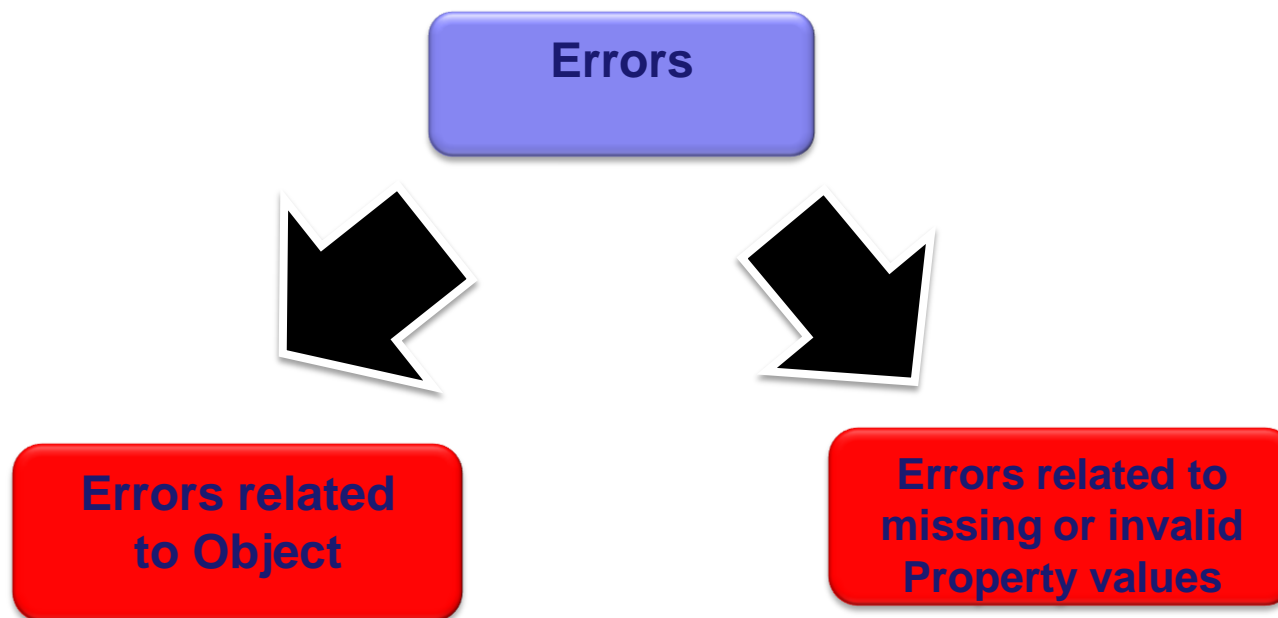 Errors
Errors related
to Object
Errors related to
missing or invalid
Property values